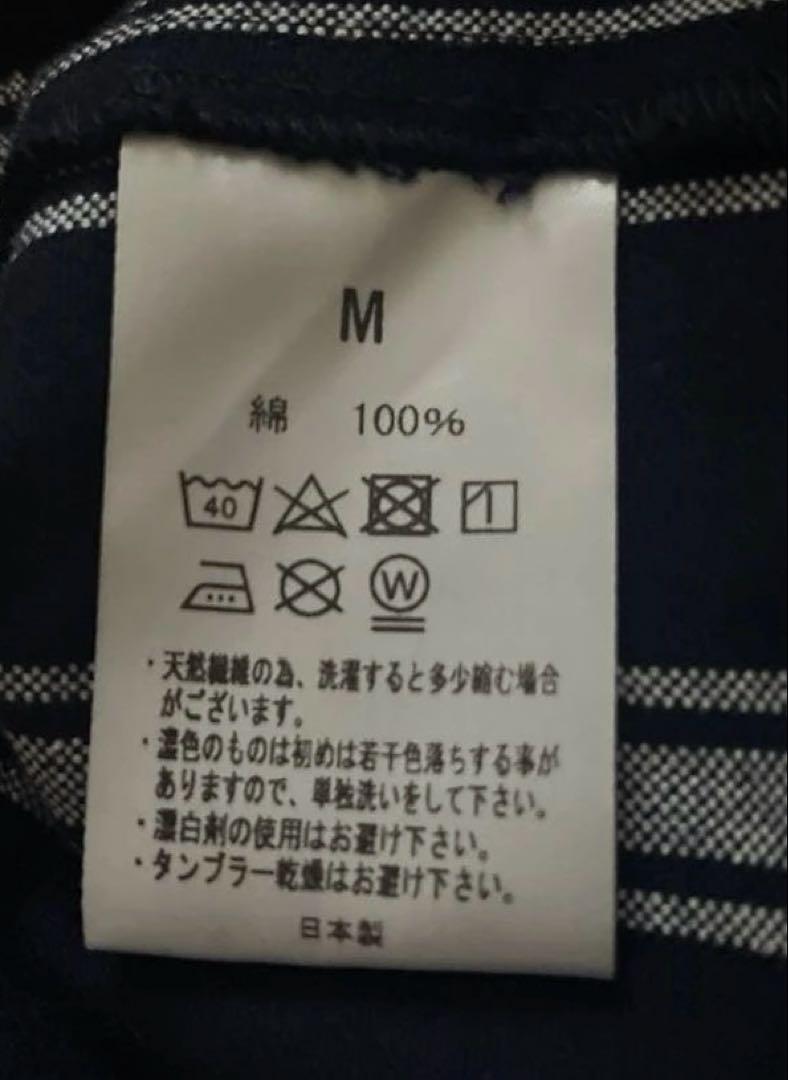 M
綿 100%
40
W
・天然繊維の為、洗濯すると多少縮む場合
がございます。
・濃色のものは初めは若干色落ちする事が
ありますので、単独洗いをして下さい。
・漂白剤の使用はお避け下さい。
・タンブラー乾燥はお避け下さい。
日本製